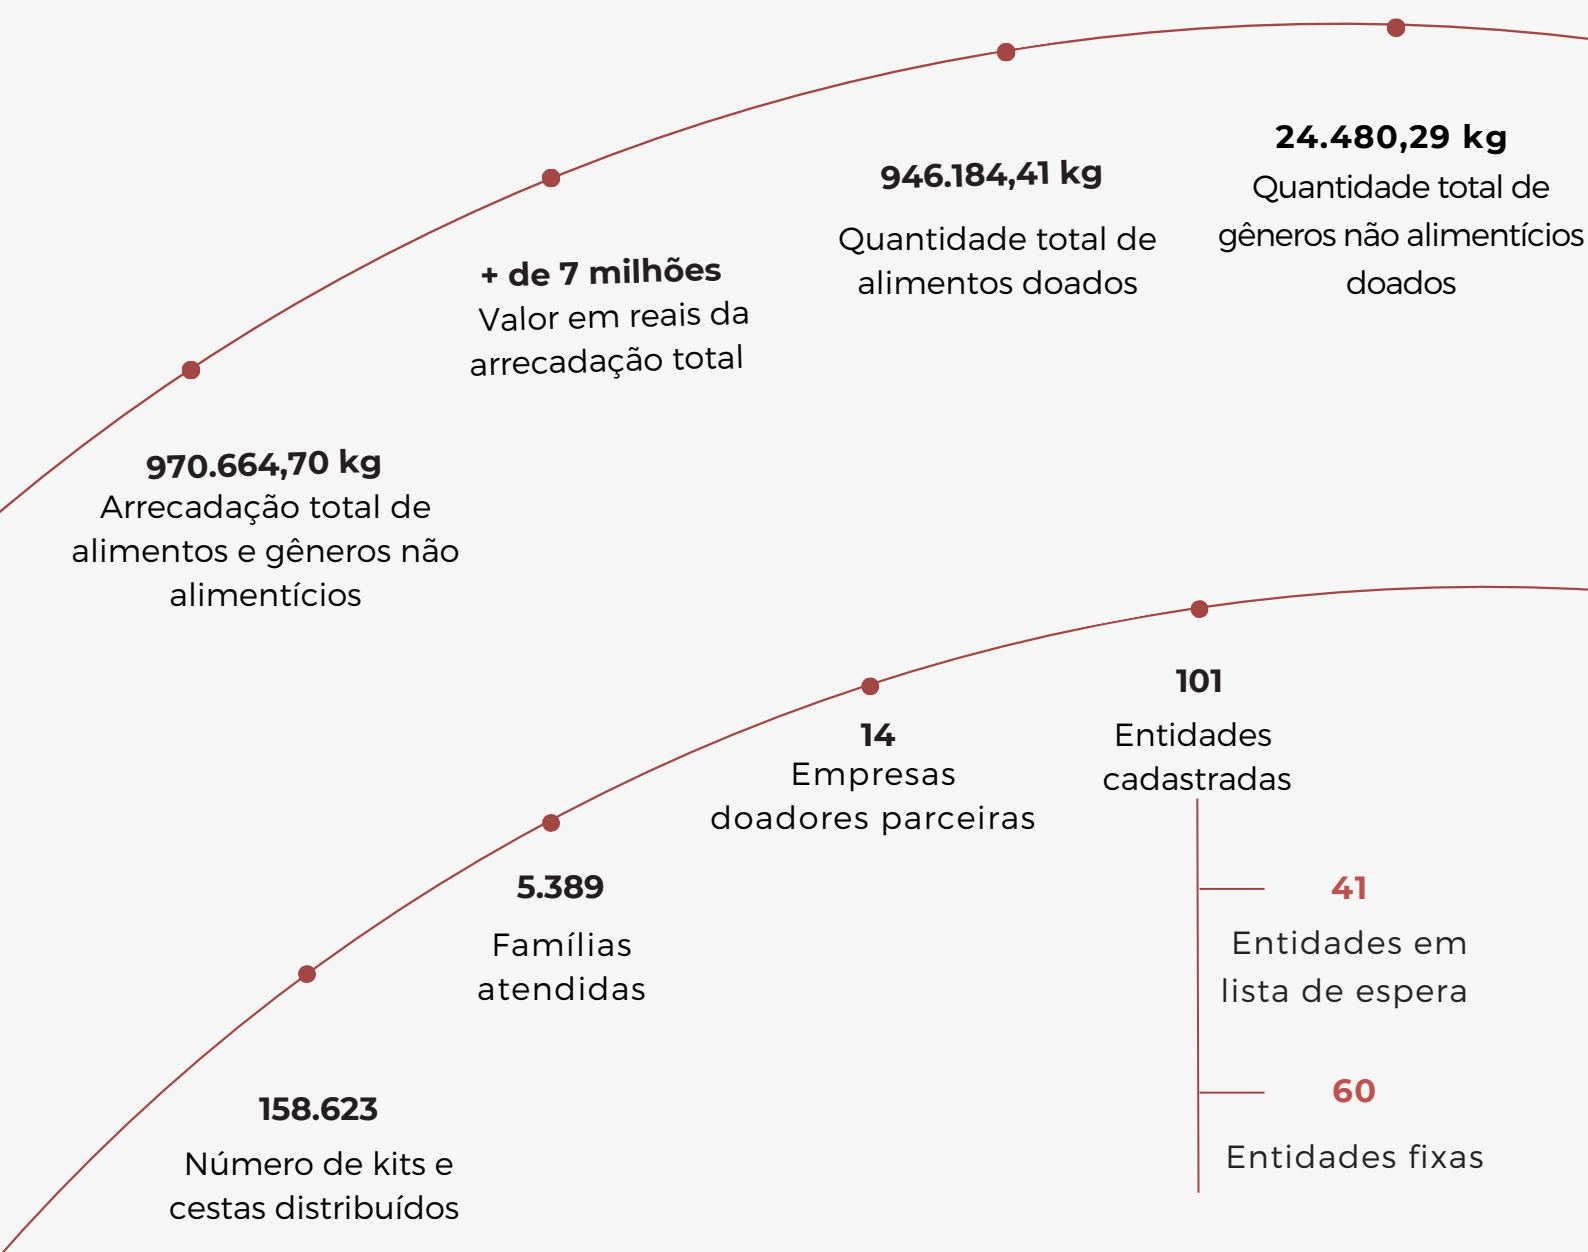 970.664,70 kg
Arrecadação total de
alimentos e gêneros não
alimentícios
+ de 7 milhões
Valor em reais da
arrecadação total
946.184,41 kg
Quantidade total de
alimentos doados
24.480,29 kg
Quantidade total de
gêneros não alimentícios
doados
158.623
Número de kits e
cestas distribuídos
5.389
Famílias
atendidas
14
Empresas
doadores parceiras
101
Entidades
cadastradas
41
Entidades em
lista de espera
60
Entidades fixas